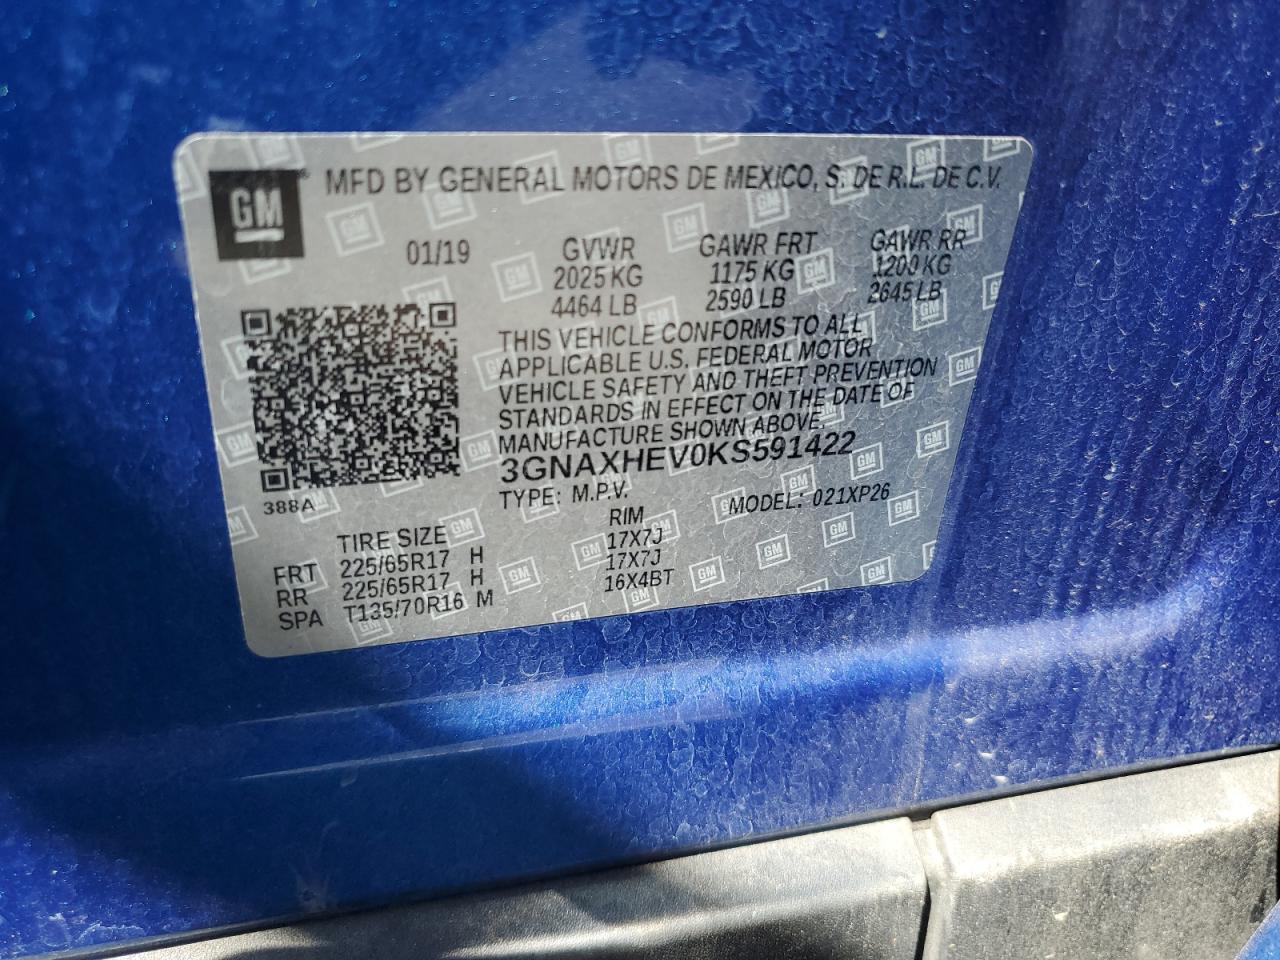 GM
MFD BY GENERAL MOTORS DE MEXICO, S. DE R.L. DE C.V.
01/19 GVWR GAWR FRT GAWR RR
2025 KG 1175 KG 1200 KG
4464 LB 2590 LB 2645 LB
THIS VEHICLE CONFORMS TO ALL
APPLICABLE U.S. FEDERAL MOTOR
VEHICLE SAFETY AND THEFT PREVENTION
STANDARDS IN EFFECT ON THE DATE OF
MANUFACTURE SHOWN ABOVE.
3GNAXHEV0KS591422
TYPE: M.P.V. MODEL: 021XP26
388A
TIRE SIZE RIM
FRT 225/65R17 H 17X7J
RR 225/65R17 H 17X7J
SPA T135/70R16 M 16X4BT